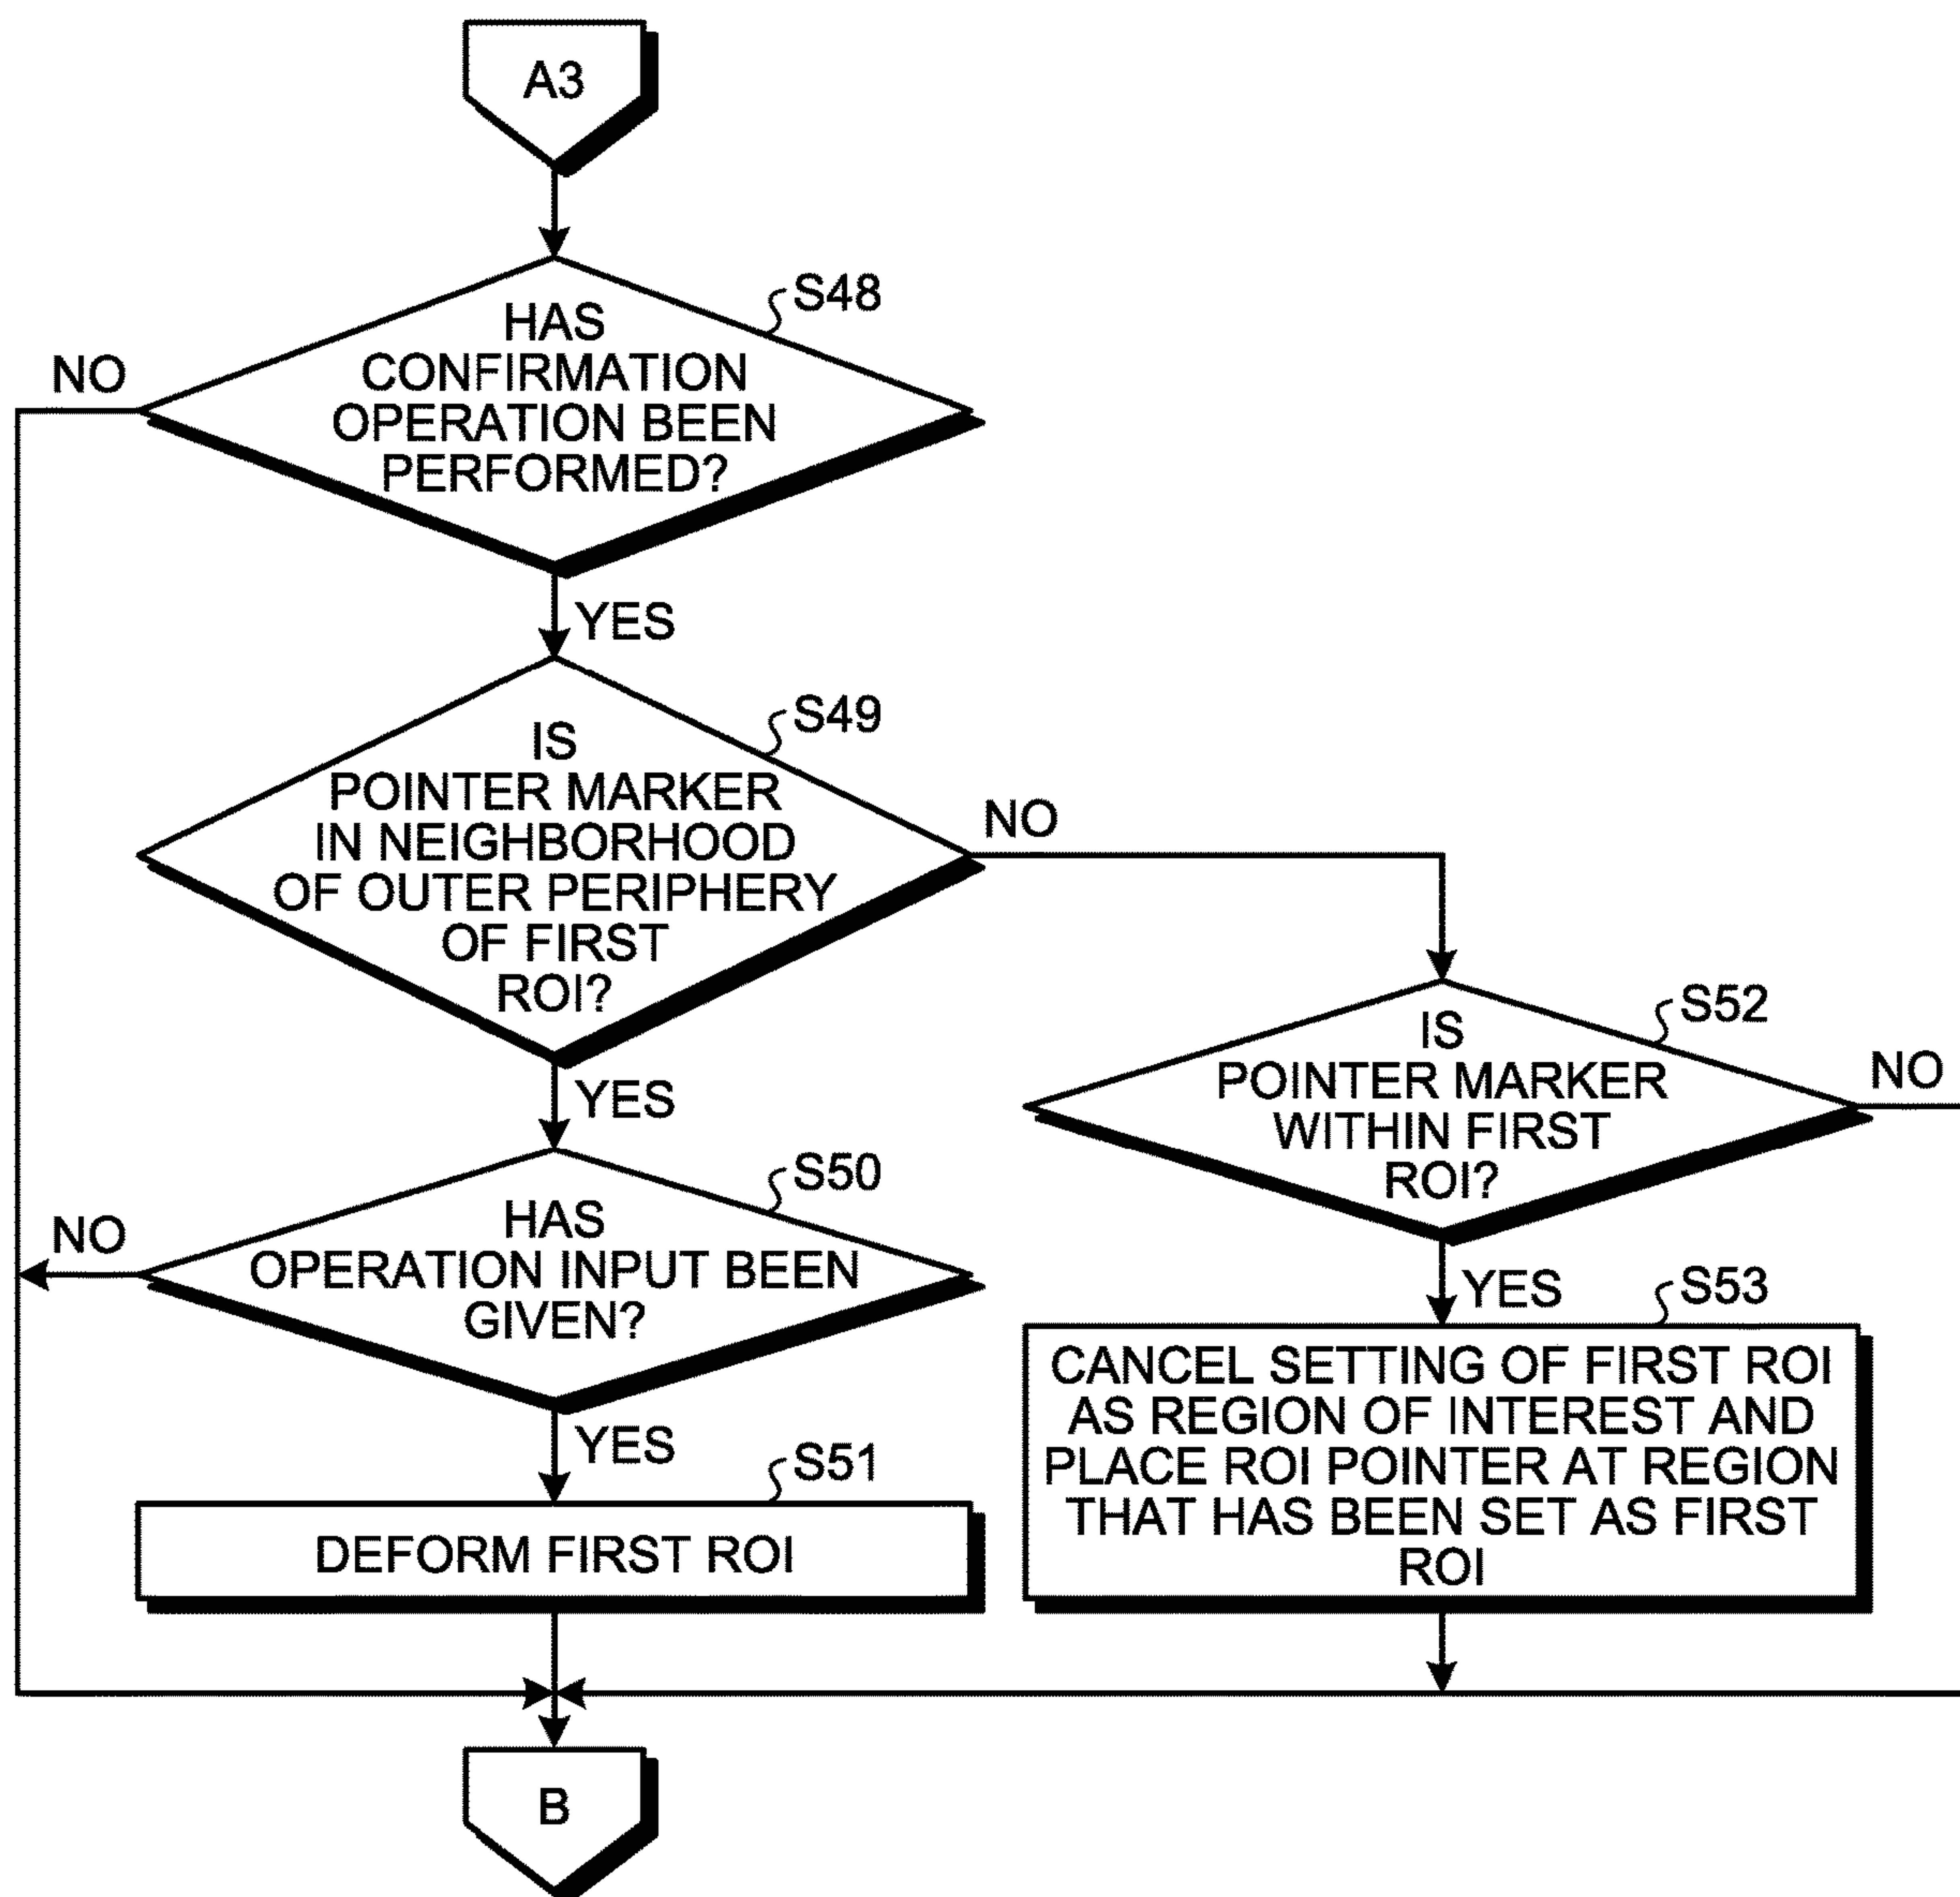 A3
S48
HAS
CONFIRMATION
OPERATION BEEN
PERFORMED?
NO
YES
S49
IS
POINTER MARKER
IN NEIGHBORHOOD
OF OUTER PERIPHERY
OF FIRST
ROI?
NO
YES
S52
IS
POINTER MARKER
WITHIN FIRST
ROI?
NO
YES
S50
HAS
OPERATION INPUT BEEN
GIVEN?
NO
YES
S51
DEFORM FIRST ROI
S53
CANCEL SETTING OF FIRST ROI
AS REGION OF INTEREST AND
PLACE ROI POINTER AT REGION
THAT HAS BEEN SET AS FIRST
ROI
B